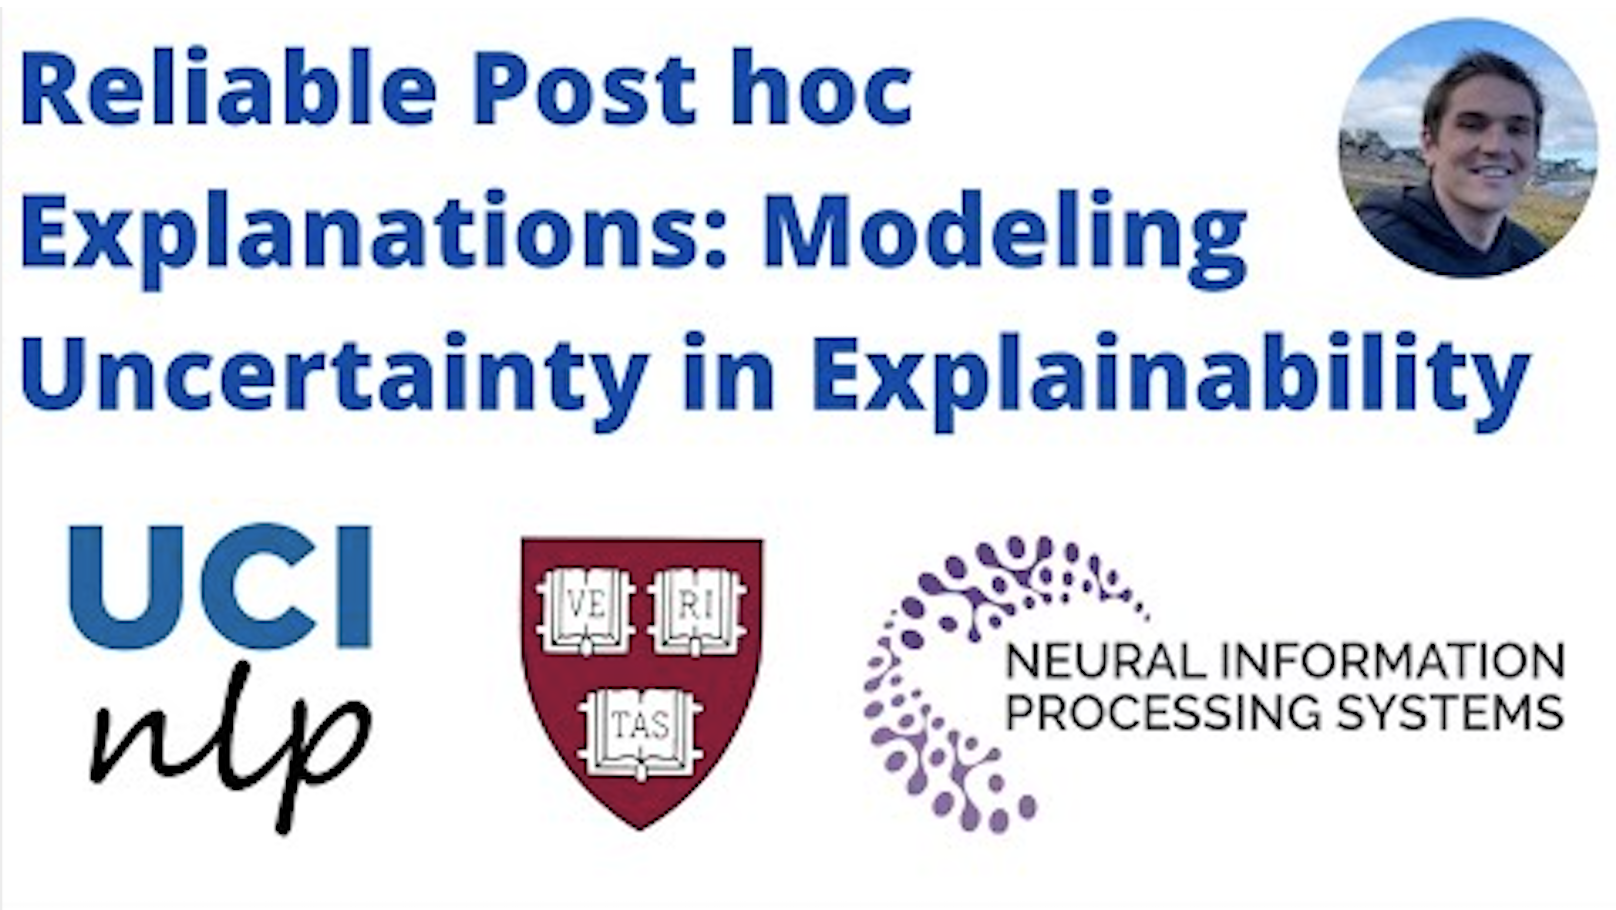 Reliable Post hoc
Explanations: Modeling
Uncertainty in Explainability
UCI
nlp
VE RI
TAS
NEURAL INFORMATION
PROCESSING SYSTEMS